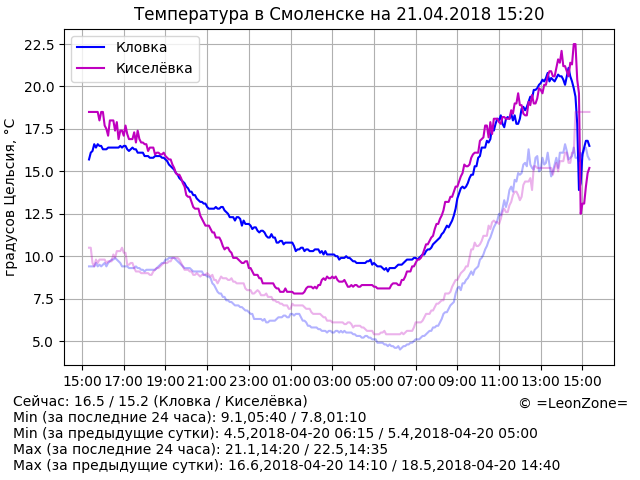 Температура в Смоленске на 21.04.2018 15:20
Кловка
Киселёвка
градусов Цельсия, °C
22.5
20.0
17.5
15.0
12.5
10.0
7.5
5.0
15:00 17:00 19:00 21:00 23:00 01:00 03:00 05:00 07:00 09:00 11:00 13:00 15:00
Сейчас: 16.5 / 15.2 (Кловка / Киселёвка)
© =LeonZone=
Min (за последние 24 часа): 9.1,05:40 / 7.8,01:10
Min (за предыдущие сутки): 4.5,2018-04-20 06:15 / 5.4,2018-04-20 05:00
Max (за последние 24 часа): 21.1,14:20 / 22.5,14:35
Max (за предыдущие сутки): 16.6,2018-04-20 14:10 / 18.5,2018-04-20 14:40